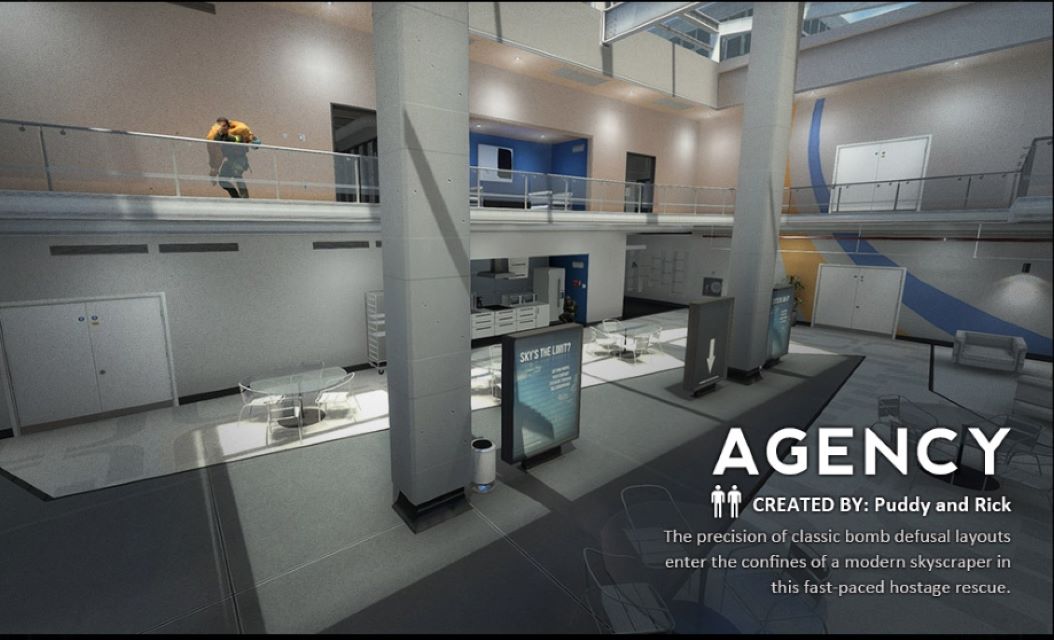 SKY'S THE LIMIT?
AGENCY
CREATED BY: Puddy and Rick
The precision of classic bomb defusal layouts
enter the confines of a modern skyscraper in
this fast-paced hostage rescue.